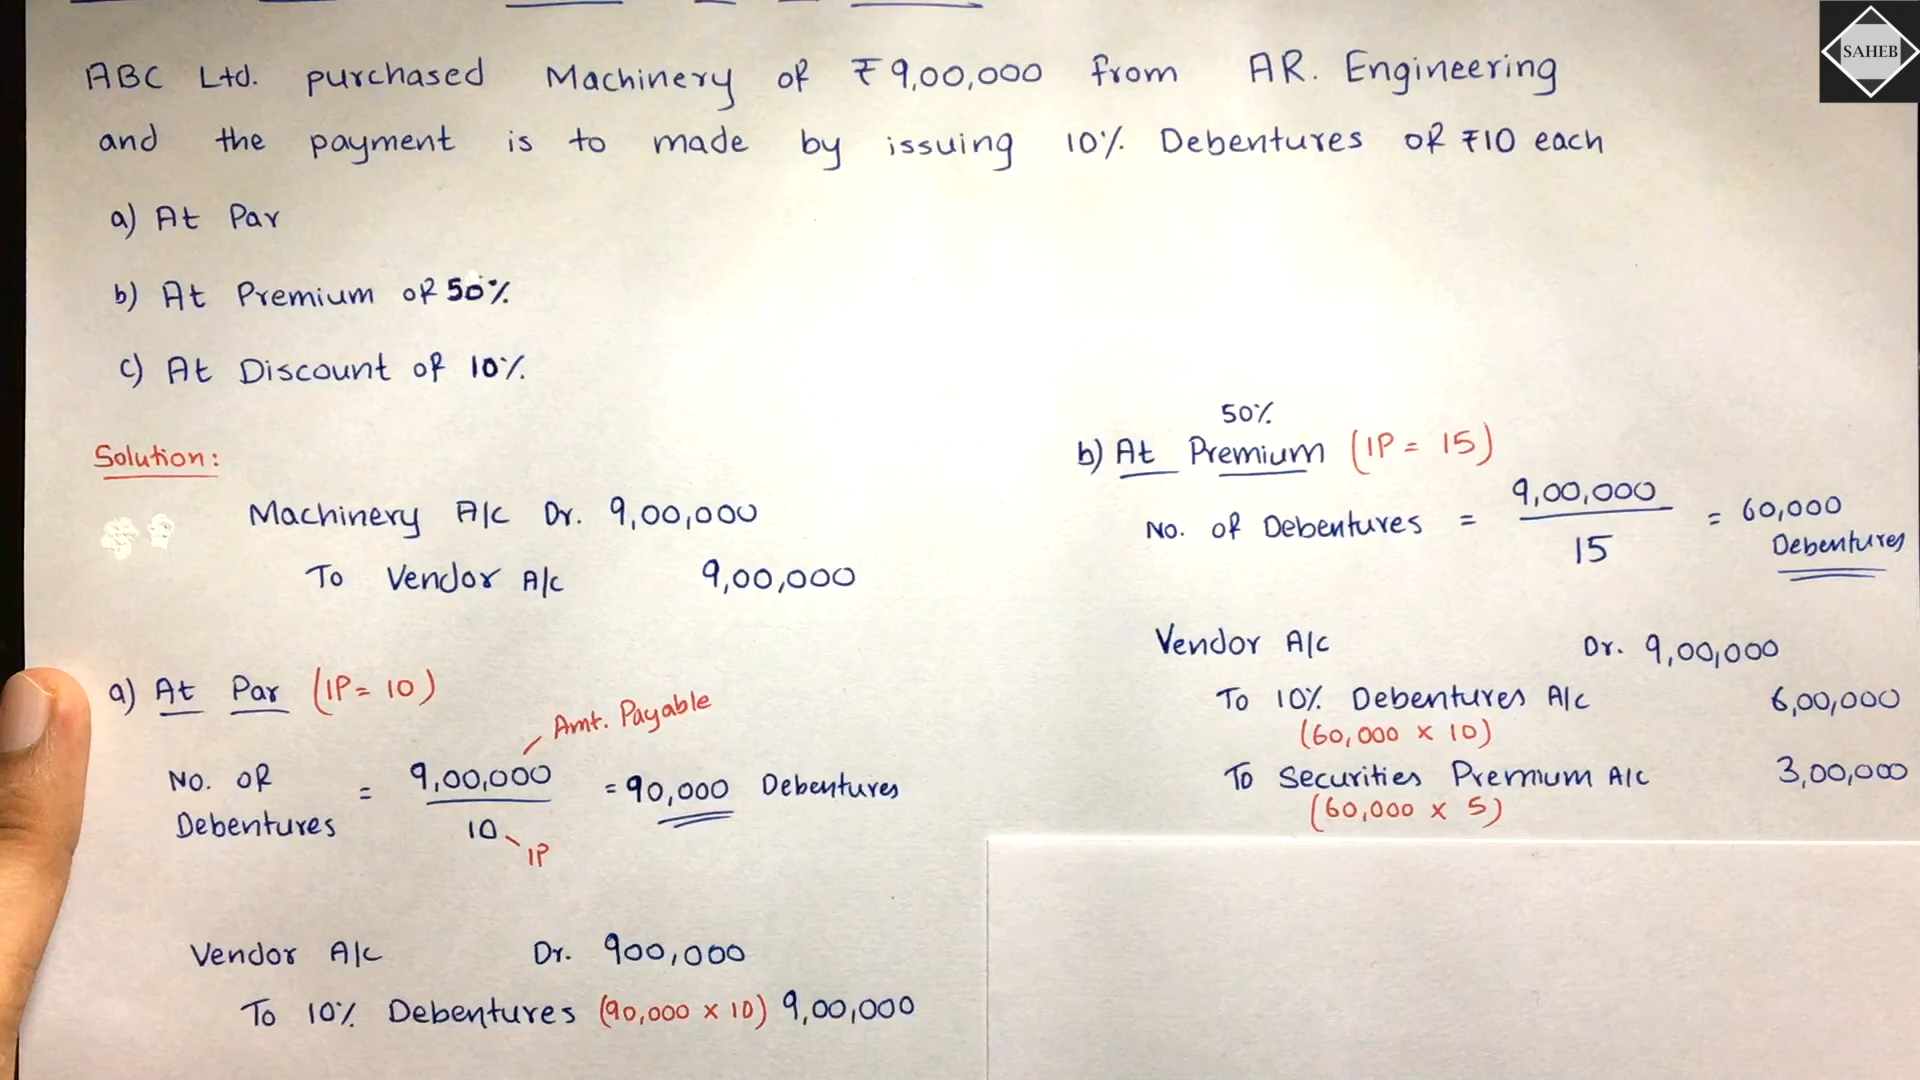 ABC Ltd. purchased Machinery of ₹9,00,000 from AR. Engineering
and the payment is to made by issuing 10% Debentures of ₹10 each
a) At Par
b) At Premium of 50%
c) At Discount of 10%
Solution:
Machinery A/c Dr. 9,00,000
To Vendor A/c 9,00,000
a) At Par (IP = 10)
Amt. Payable
No. of Debentures = 9,00,000 / 10 = 90,000 Debentures
IP
Vendor A/c Dr. 900,000
To 10% Debentures (90,000 x 10) 9,00,000
50%
b) At Premium (IP = 15)
No. of Debentures = 9,00,000 / 15 = 60,000 Debentures
Vendor A/c Dr. 9,00,000
To 10% Debentures A/c 6,00,000
(60,000 x 10)
To Securities Premium A/c 3,00,000
(60,000 x 5)
SAHEB